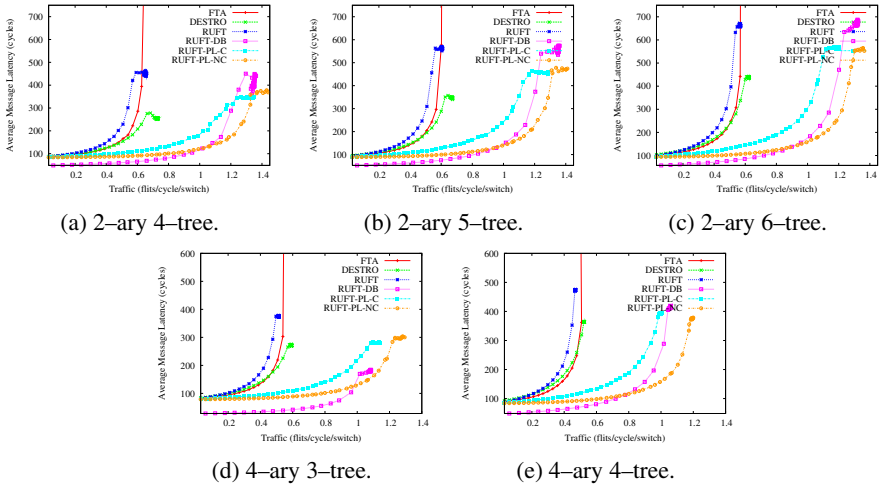 700
600
500
400
300
200
100
Average Message Latency (cycles)
FTA
DESTRO
RUFT
RUFT-DB
RUFT-PL-C
RUFT-PL-NC
0.2 0.4 0.6 0.8 1 1.2 1.4
Traffic (flits/cycle/switch)
(a) 2–ary 4–tree.
700
600
500
400
300
200
100
Average Message Latency (cycles)
FTA
DESTRO
RUFT
RUFT-DB
RUFT-PL-C
RUFT-PL-NC
0.2 0.4 0.6 0.8 1 1.2 1.4
Traffic (flits/cycle/switch)
(b) 2–ary 5–tree.
700
600
500
400
300
200
100
Average Message Latency (cycles)
FTA
DESTRO
RUFT
RUFT-DB
RUFT-PL-C
RUFT-PL-NC
0.2 0.4 0.6 0.8 1 1.2 1.4
Traffic (flits/cycle/switch)
(c) 2–ary 6–tree.
600
500
400
300
200
100
Average Message Latency (cycles)
FTA
DESTRO
RUFT
RUFT-DB
RUFT-PL-C
RUFT-PL-NC
0.2 0.4 0.6 0.8 1 1.2 1.4
Traffic (flits/cycle/switch)
(d) 4–ary 3–tree.
600
500
400
300
200
100
Average Message Latency (cycles)
FTA
DESTRO
RUFT
RUFT-DB
RUFT-PL-C
RUFT-PL-NC
0.2 0.4 0.6 0.8 1 1.2 1.4
Traffic (flits/cycle/switch)
(e) 4–ary 4–tree.